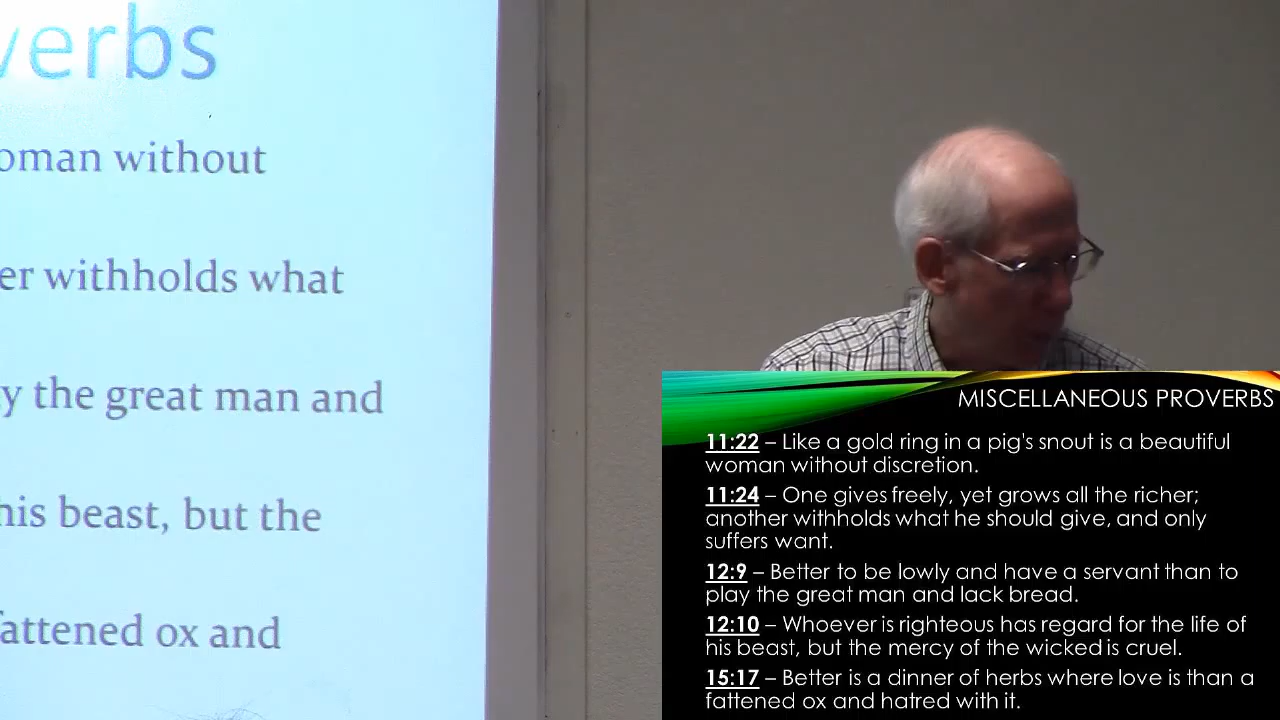 verbs
oman without
er withholds what
y the great man and
his beast, but the
fattened ox and
MISCELLANEOUS PROVERBS
11:22 – Like a gold ring in a pig's snout is a beautiful
woman without discretion.
11:24 – One gives freely, yet grows all the richer;
another withholds what he should give, and only
suffers want.
12:9 – Better to be lowly and have a servant than to
play the great man and lack bread.
12:10 – Whoever is righteous has regard for the life of
his beast, but the mercy of the wicked is cruel.
15:17 – Better is a dinner of herbs where love is than a
fattened ox and hatred with it.